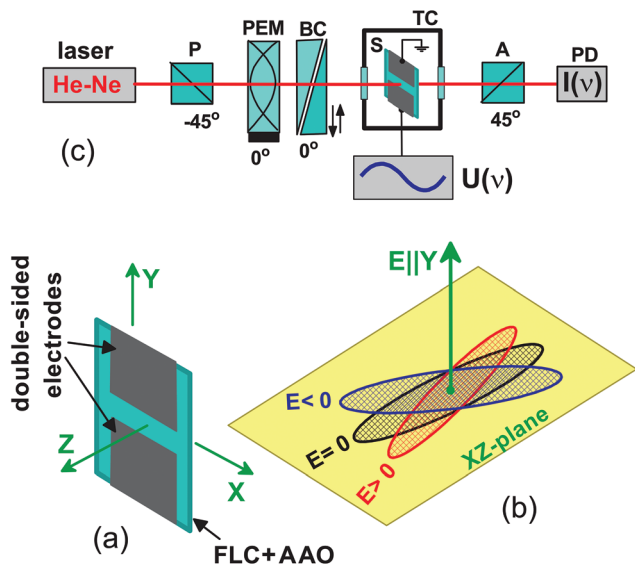 laser
He-Ne
P
-45°
PEM
0°
BC
0°
S
TC
A
45°
PD
I(ν)
U(ν)
(c)
double-sided
electrodes
Y
Z
X
(a)
FLC+AAO
E||Y
E< 0
E= 0
E> 0
XZ-plane
(b)